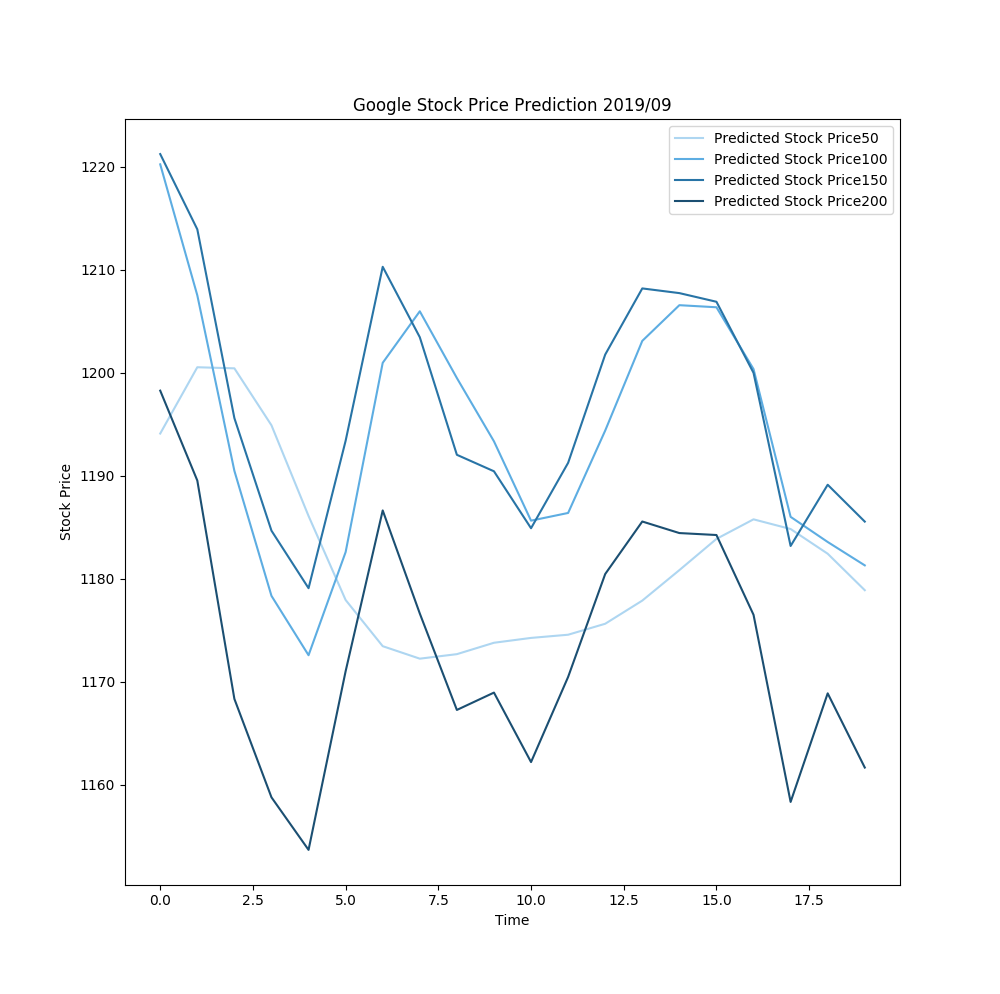 Google Stock Price Prediction 2019/09
Predicted Stock Price50
Predicted Stock Price100
Predicted Stock Price150
Predicted Stock Price200
1220
1210
1200
1190
1180
1170
1160
Stock Price
0.0 2.5 5.0 7.5 10.0 12.5 15.0 17.5
Time